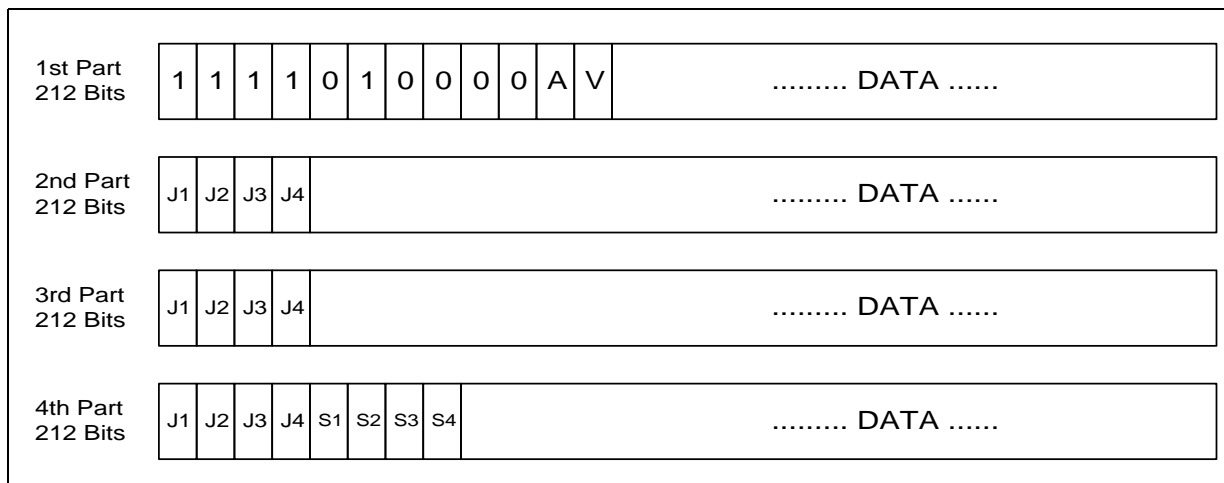 1st Part
212 Bits
1 1 1 1 0 1 0 0 0 0 A V ......... DATA ......
2nd Part
212 Bits
J1 J2 J3 J4 ......... DATA ......
3rd Part
212 Bits
J1 J2 J3 J4 ......... DATA ......
4th Part
212 Bits
J1 J2 J3 J4 S1 S2 S3 S4 ......... DATA ......